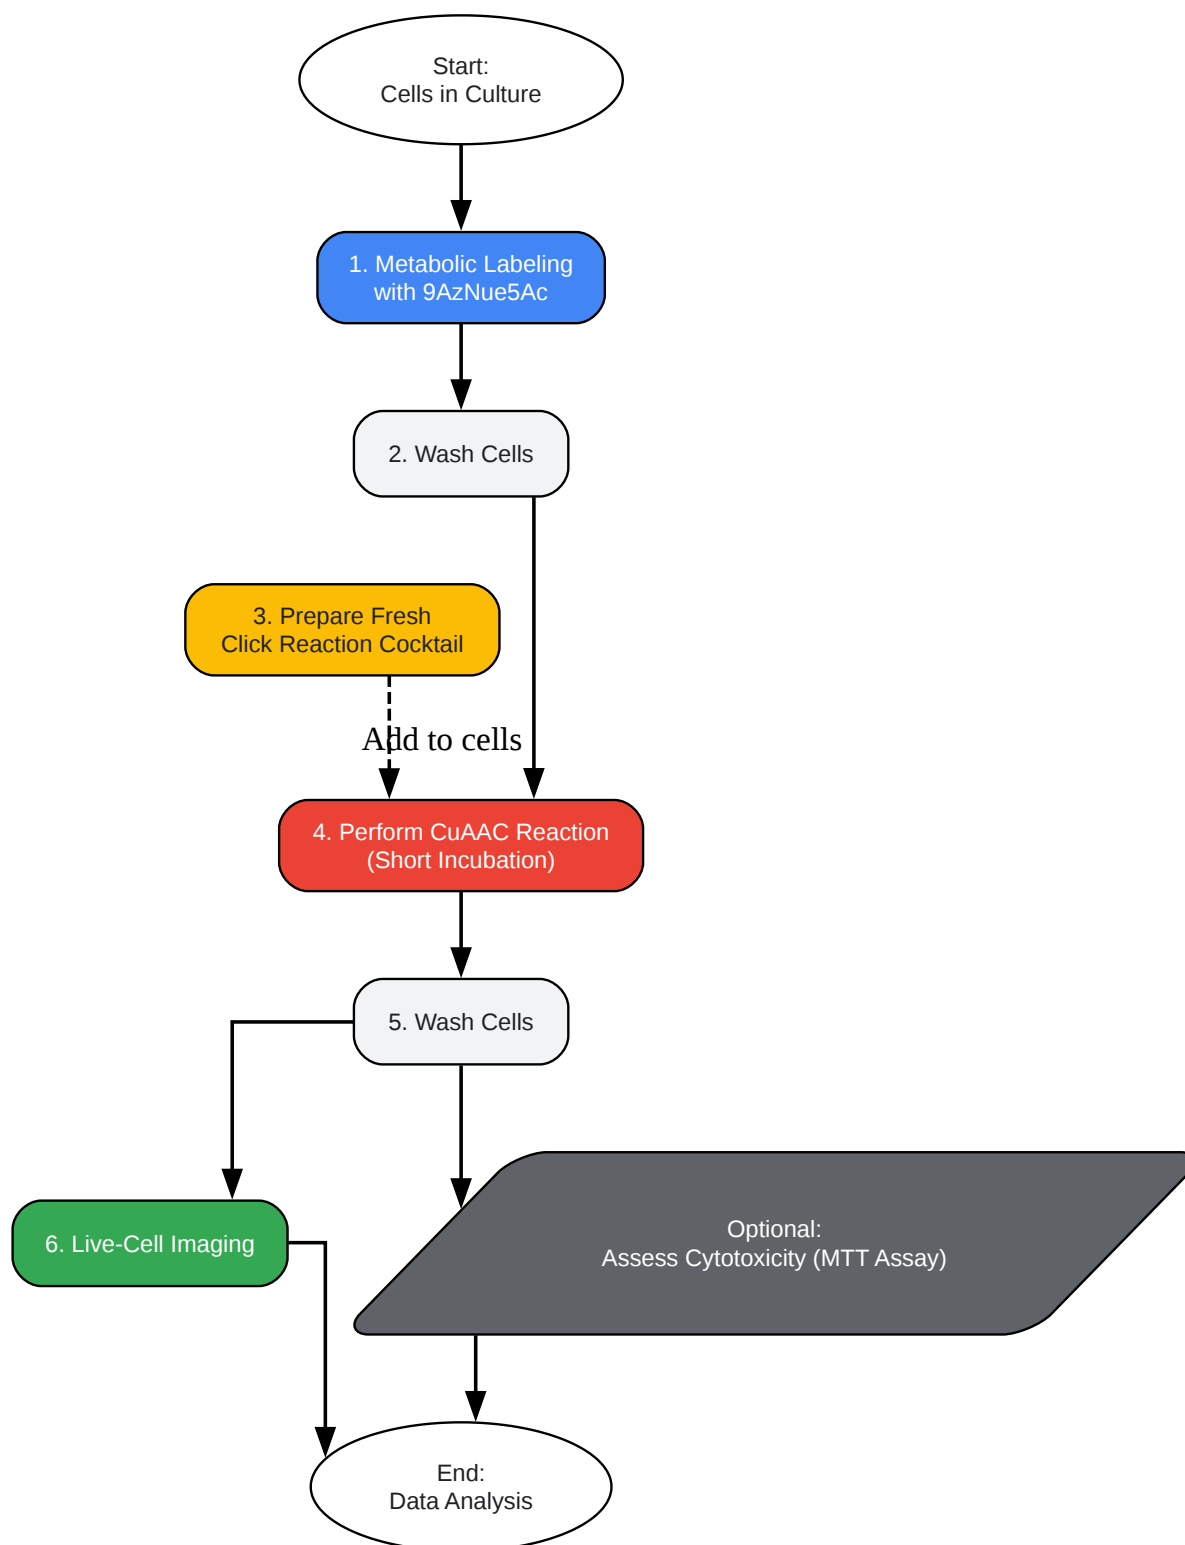 Start:
Cells in Culture
1. Metabolic Labeling
with 9AzNue5Ac
2. Wash Cells
3. Prepare Fresh
Click Reaction Cocktail
Add to cells
4. Perform CuAAC Reaction
(Short Incubation)
5. Wash Cells
Optional:
Assess Cytotoxicity (MTT Assay)
6. Live-Cell Imaging
End:
Data Analysis